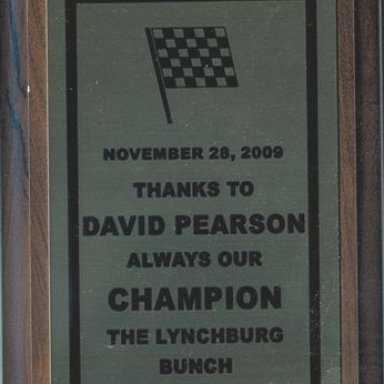 NOVEMBER 28, 2009
THANKS TO
DAVID PEARSON
ALWAYS OUR
CHAMPION
THE LYNCHBURG
BUNCH